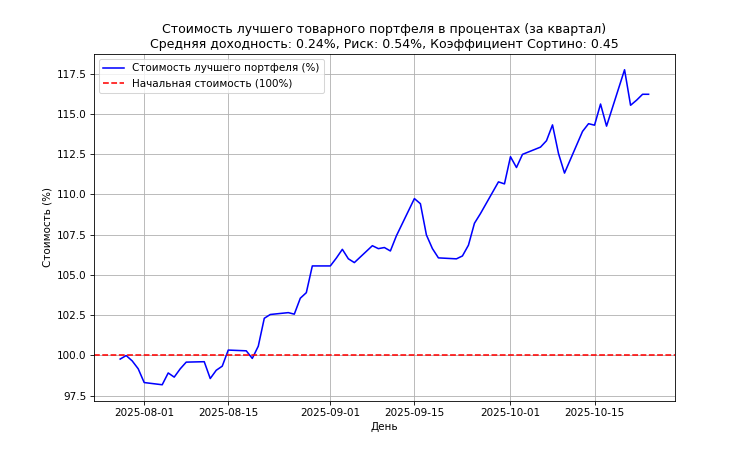 Стоимость лучшего товарного портфеля в процентах (за квартал)
Средняя доходность: 0.24%, Риск: 0.54%, Коэффициент Сортино: 0.45
Стоимость лучшего портфеля (%)
Начальная стоимость (100%)
Стоимость (%)
117.5
115.0
112.5
110.0
107.5
105.0
102.5
100.0
97.5
2025-08-01
2025-08-15
2025-09-01
2025-09-15
2025-10-01
2025-10-15
День